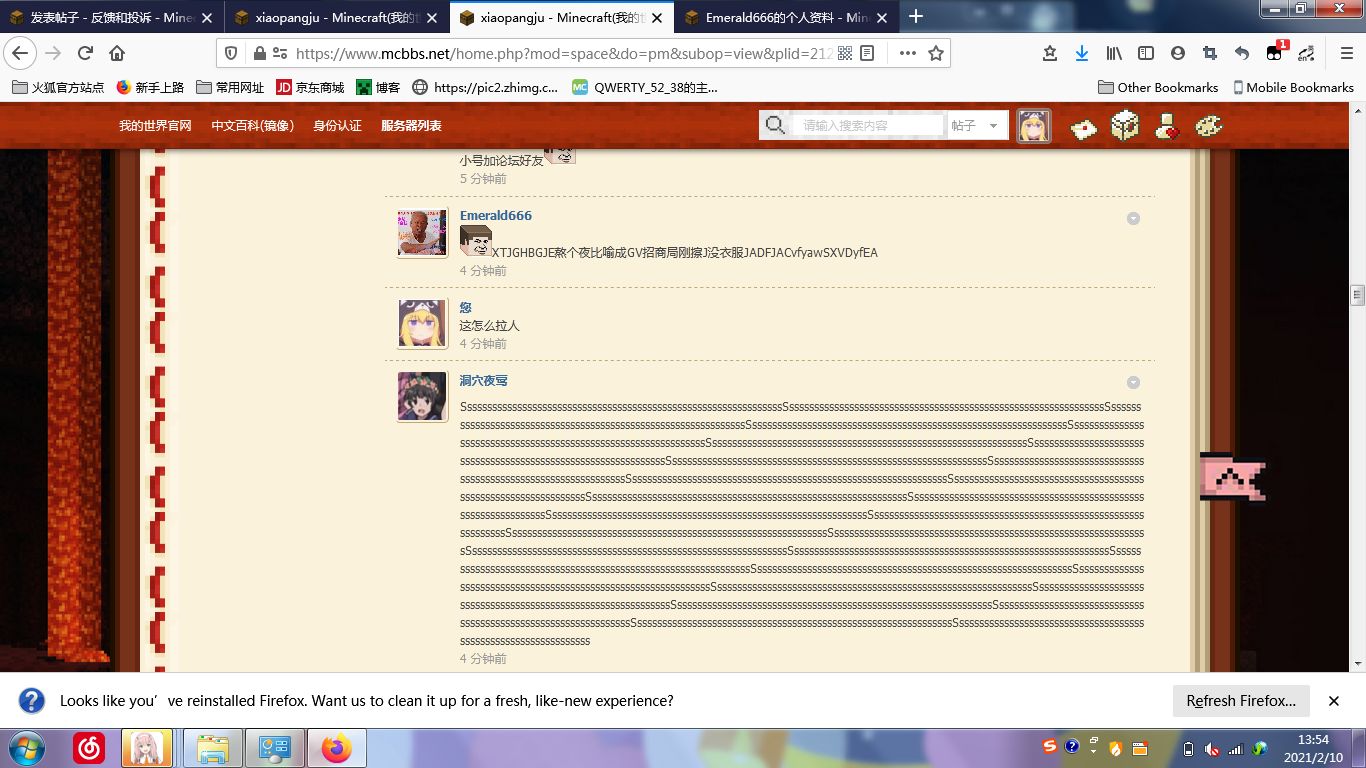 发表帖子 - 反馈和投诉 - Mine
xiaopangju - Minecraft(我的世
xiaopangju - Minecraft(我的世
Emerald666的个人资料 - Min
https://www.mcbbs.net/home.php?mod=space&do=pm&subop=view&plid=212
1
火狐官方站点
新手上路
常用网址
JD 京东商城
博客
https://pic2.zhimg.c...
MC QWERTY_52_38的主...
Other Bookmarks
Mobile Bookmarks
我的世界官网
中文百科(镜像)
身份认证
服务器列表
请输入搜索内容
帖子
小号加论坛好友
5 分钟前
Emerald666
XTJGHBGJE熬个夜比喻成GV招商局刚擦J没衣服JADFJACvfyawSXVDyfEA
4 分钟前
您
这怎么拉人
4 分钟前
洞穴夜莺
4 分钟前
Looks like you've reinstalled Firefox. Want us to clean it up for a fresh, like-new experience?
Refresh Firefox...
13:54
2021/2/10